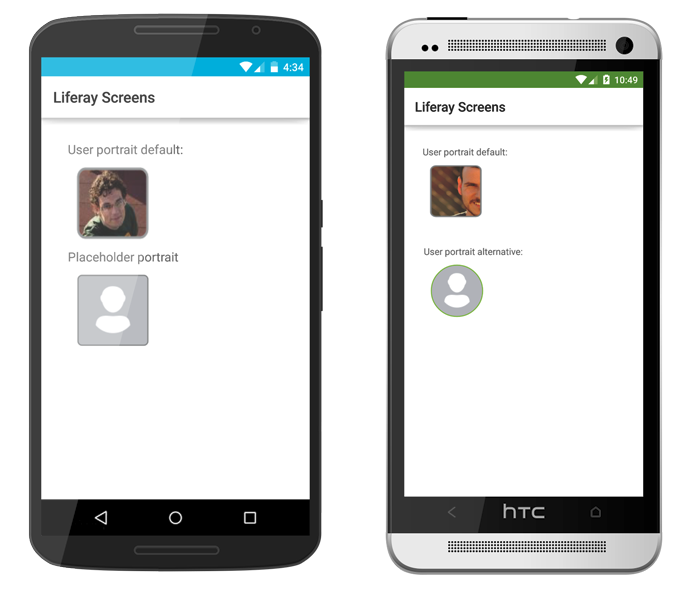 4:34
Liferay Screens
User portrait default:
Placeholder portrait
10:49
Liferay Screens
User portrait default:
User portrait alternative:
hTC